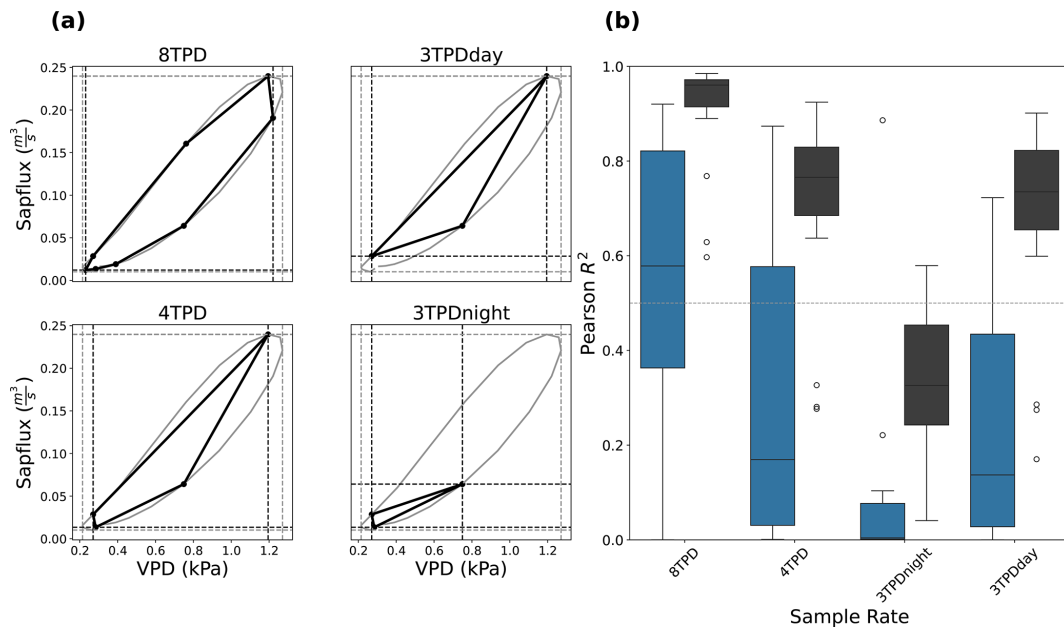 (a)
(b)
8TPD
3TPDday
0.25
0.20
0.15
0.10
0.05
0.00
Sapflux (m³/s)
4TPD
3TPDnight
0.25
0.20
0.15
0.10
0.05
0.00
Sapflux (m³/s)
0.2 0.4 0.6 0.8 1.0 1.2
VPD (kPa)
0.2 0.4 0.6 0.8 1.0 1.2
VPD (kPa)
1.0
0.8
0.6
0.4
0.2
0.0
Pearson R²
8TPD
4TPD
3TPDnight
3TPDday
Sample Rate